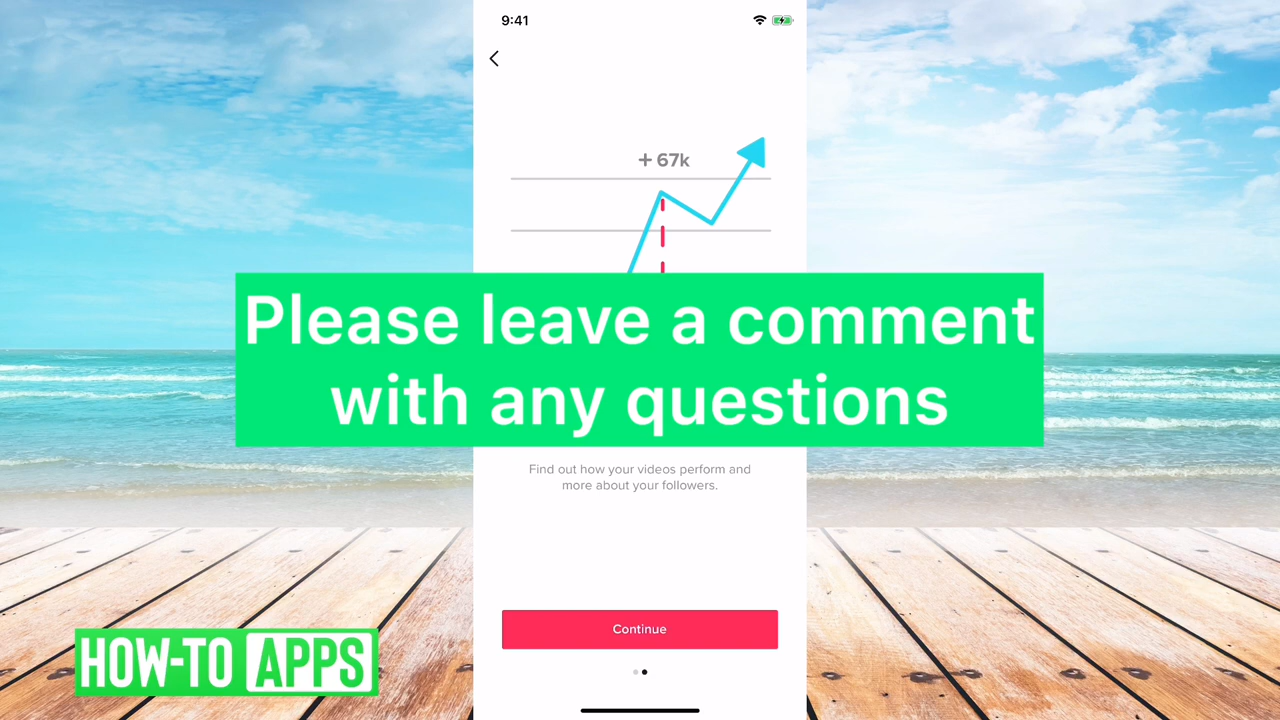 9:41
+ 67k
Please leave a comment
with any questions
Find out how your videos perform and
more about your followers.
Continue
HOW-TO APPS